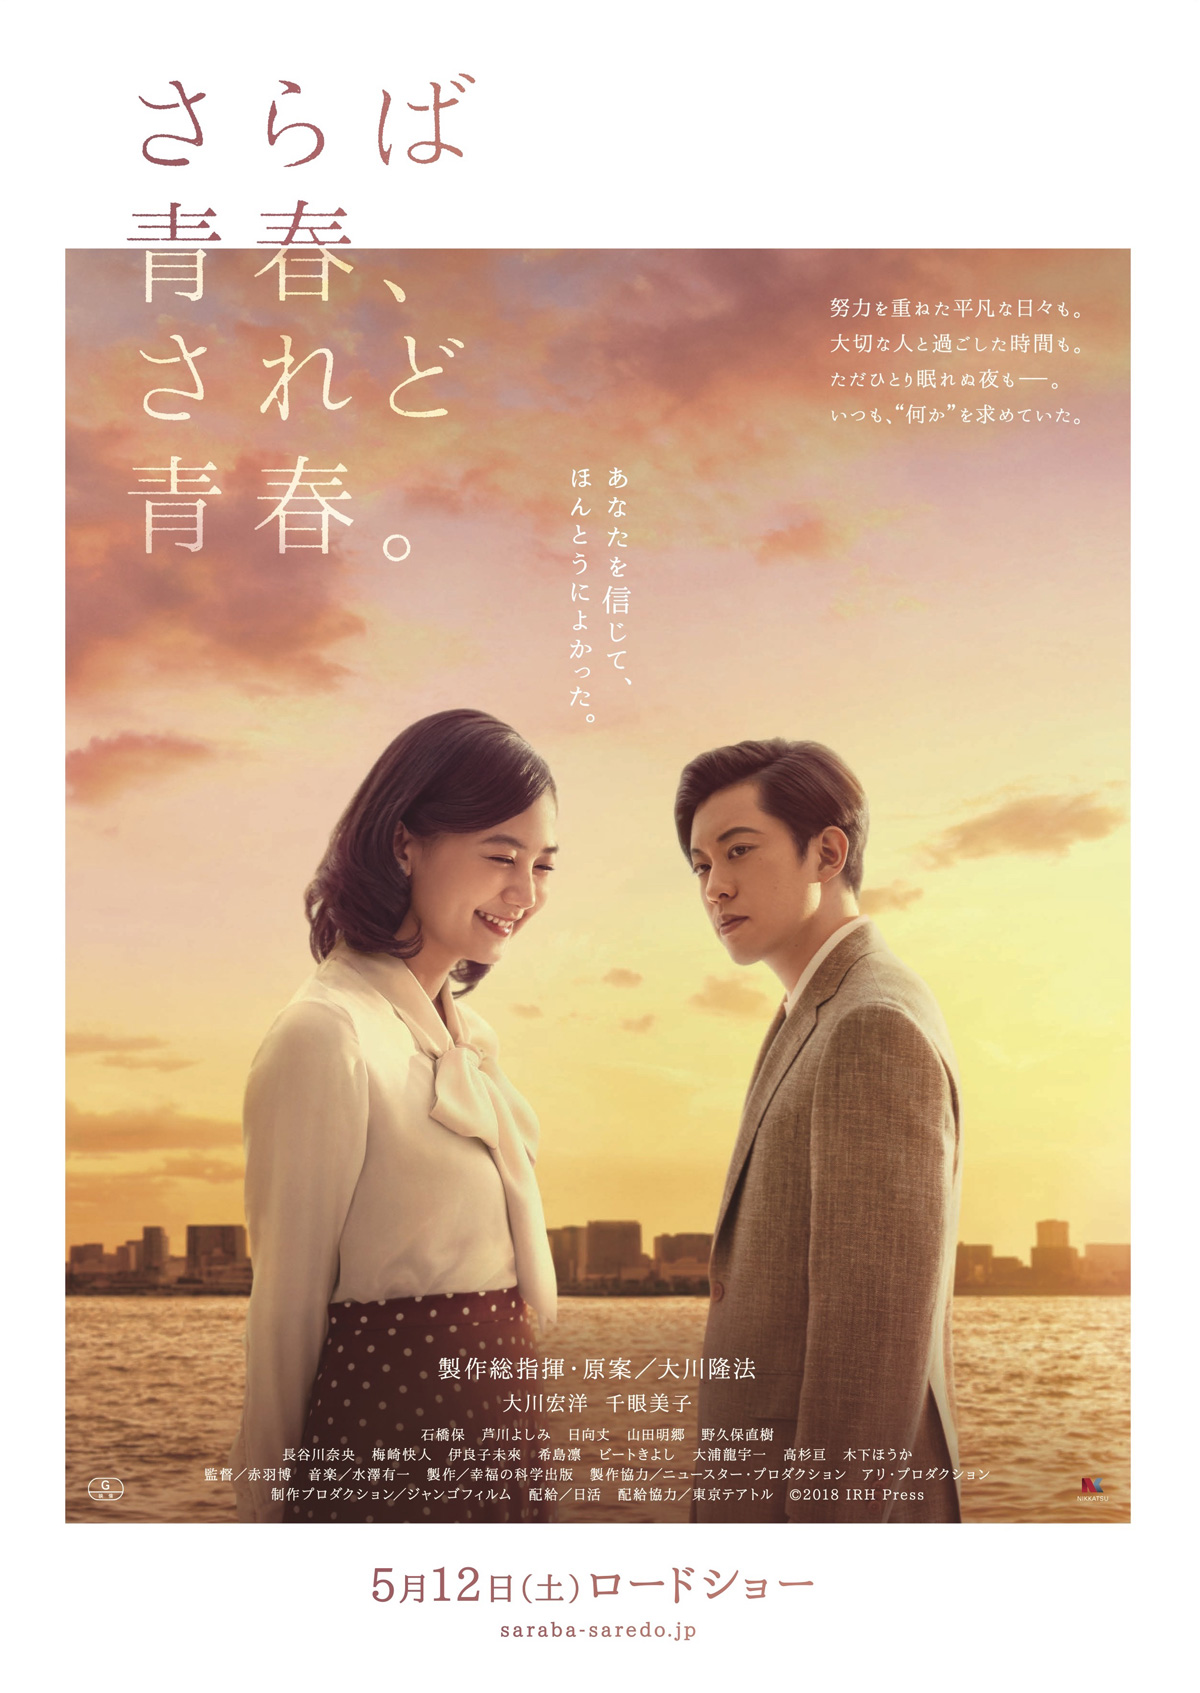 さらば
青春、
されど
青春。
努力を重ねた平凡な日々も。
大切な人と過ごした時間も。
ただひとり眠れぬ夜も──。
いつも、“何か”を求めていた。
あなたを信じて、
ほんとうによかった。
製作総指揮・原案／大川隆法
大川宏洋 千眼美子
石橋保 芦川よしみ 日向丈 山田明郷 野久保直樹
長谷川奈央 梅崎快人 伊良子未來 希島凛 ビートきよし 大浦龍宇一 高杉亘 木下ほうか
監督／赤羽博 音楽／水澤有一 製作／幸福の科学出版 製作協力／ニュースター・プロダクション アリ・プロダクション
制作プロダクション／ジャンゴフィルム 配給／日活 配給協力／東京テアトル ©2018 IRH Press
G
NIKKATSU
5月12日(土)ロードショー
saraba-saredo.jp